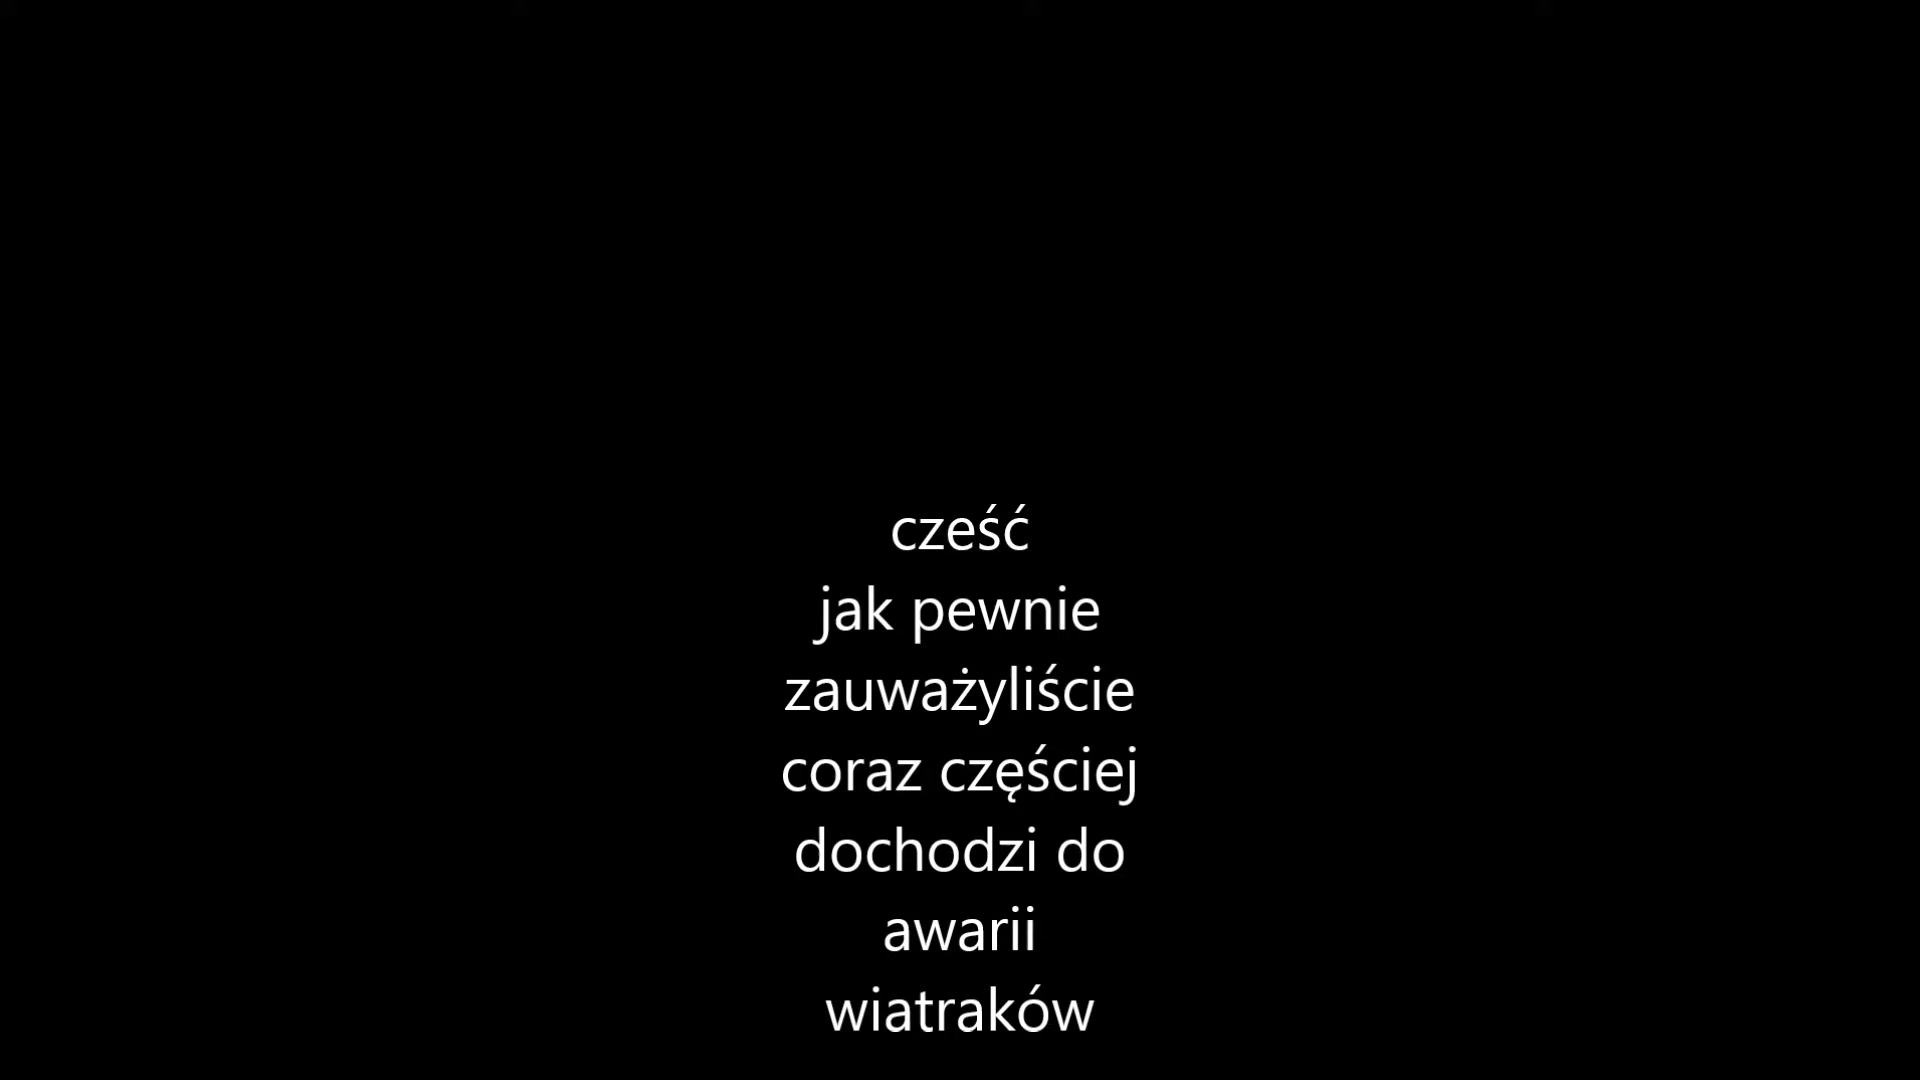 cześć
jak pewnie
zauważyliście
coraz częściej
dochodzi do
awarii
wiatraków